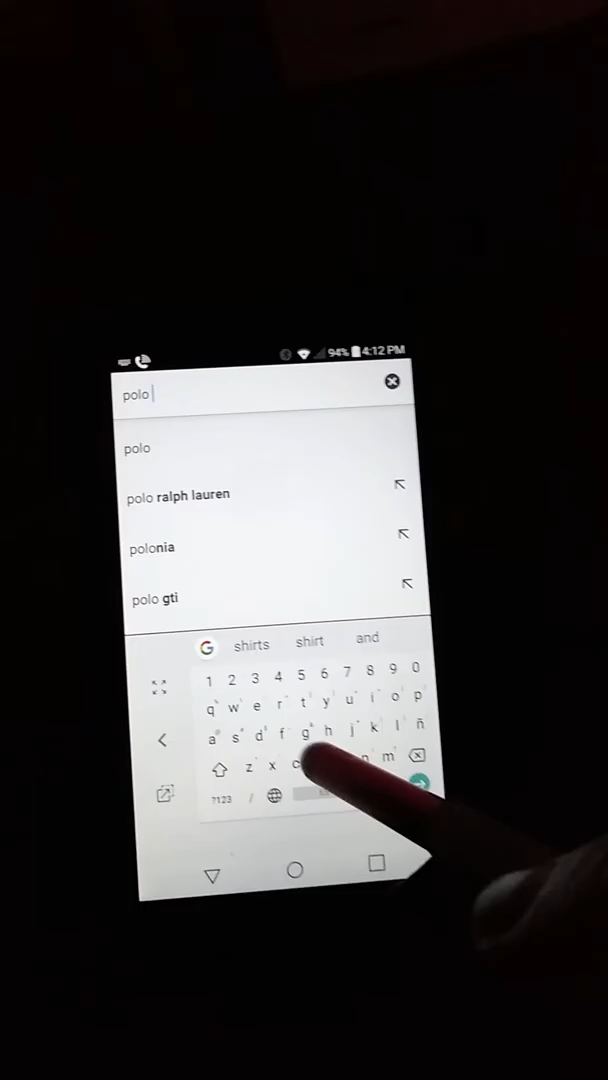 94% 4:12 PM
polo
polo
polo ralph lauren
polonia
polo gti
G shirts shirt and
1 2 3 4 5 6 7 8 9 0
q w e r t y u i o p
a s d f g h j k l ñ
z x c n m
?123 /